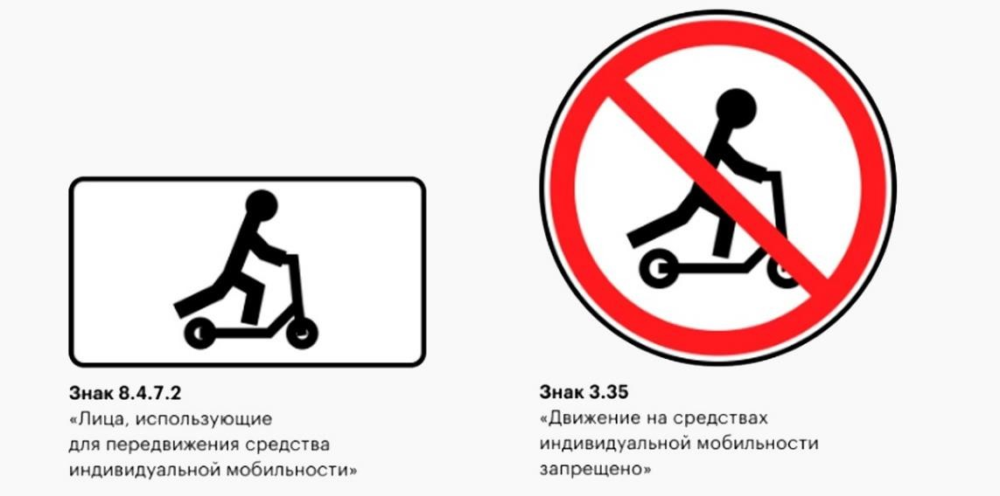 Знак 8.4.7.2
«Лица, использующие
для передвижения средства
индивидуальной мобильности»
Знак 3.35
«Движение на средствах
индивидуальной мобильности
запрещено»